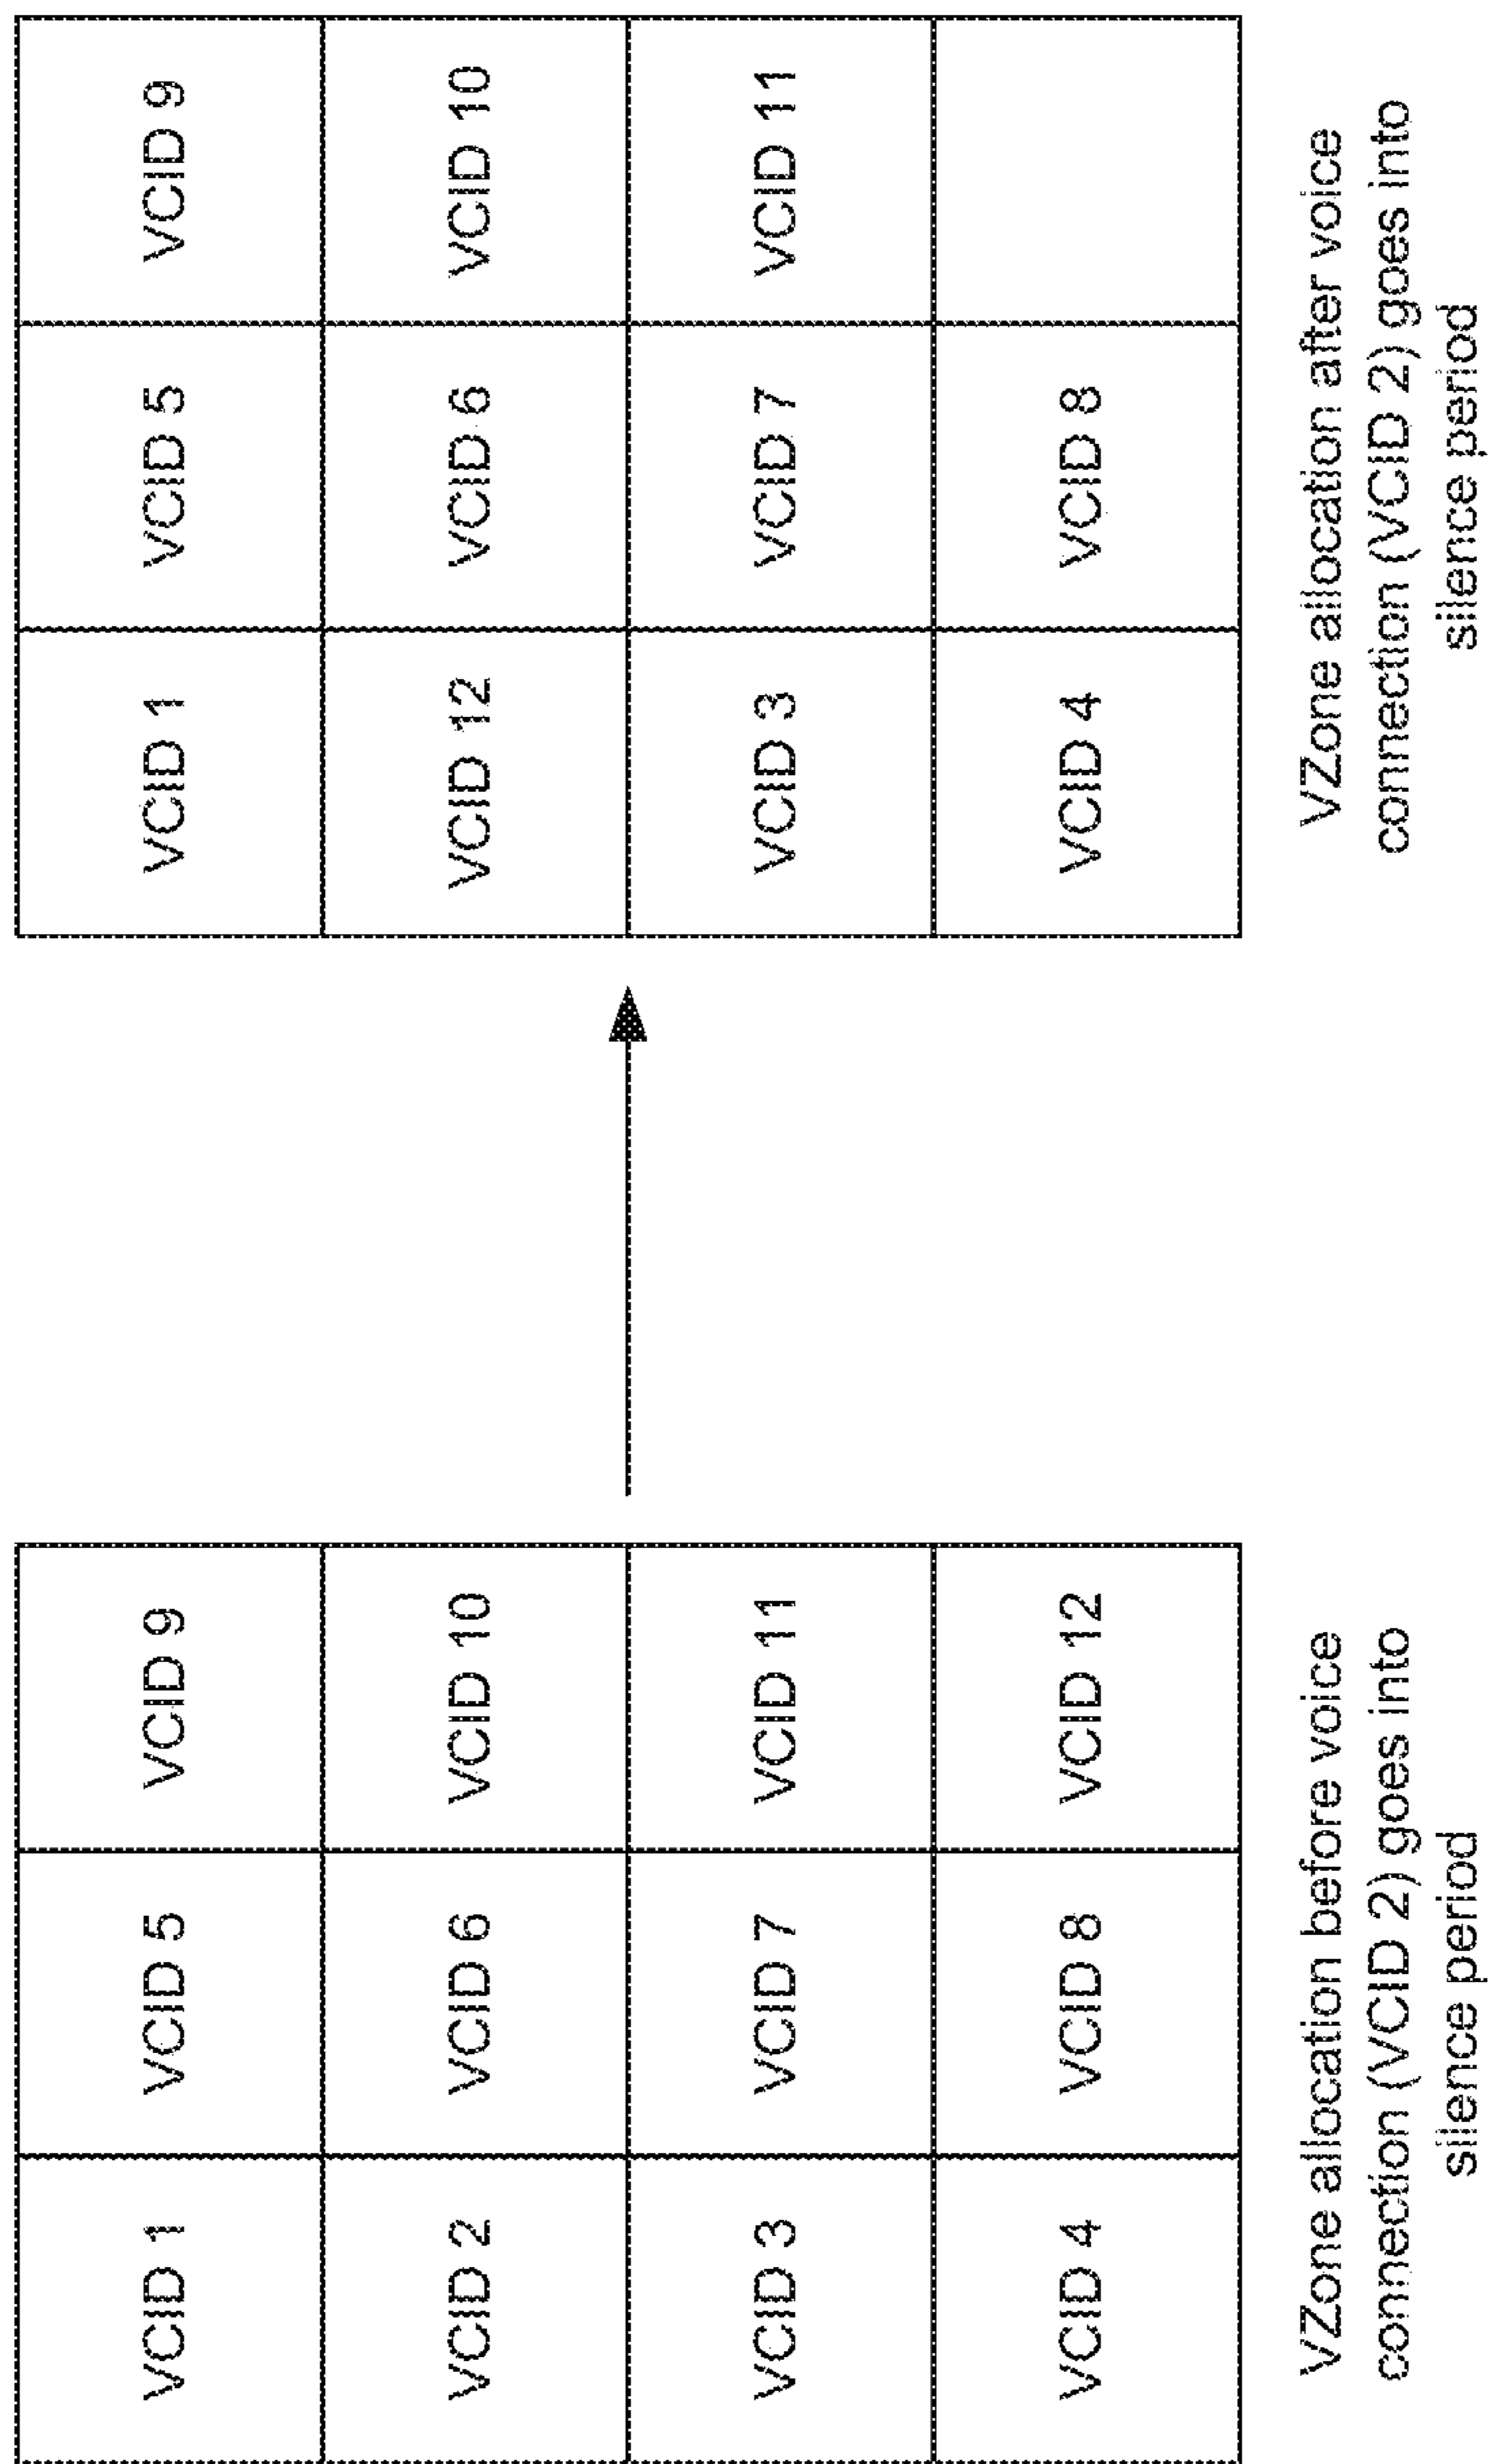 VCID 1 VCID 5 VCID 9
VCID 2 VCID 6 VCID 10
VCID 3 VCID 7 VCID 11
VCID 4 VCID 8 VCID 12
VZone allocation before voice
connection (VCID 2) goes into
silence period
VCID 1 VCID 5 VCID 9
VCID 12 VCID 6 VCID 10
VCID 3 VCID 7 VCID 11
VCID 4 VCID 8
VZone allocation after voice
connection (VCID 2) goes into
silence period